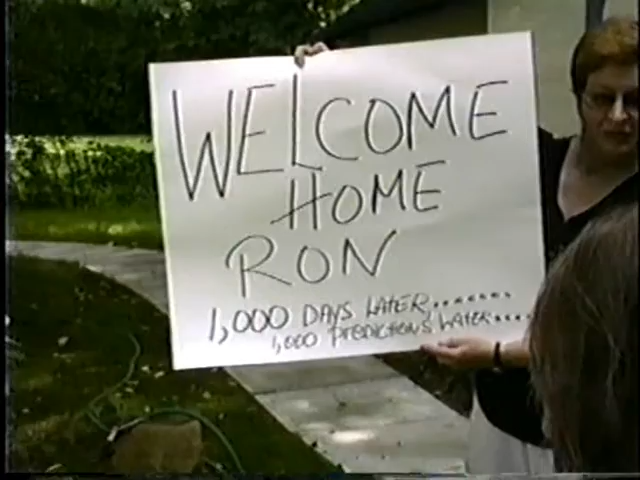 WELCOME
HOME
RON
1,000 DAYS LATER,.......
1,000 PREDICTIONS LATER....